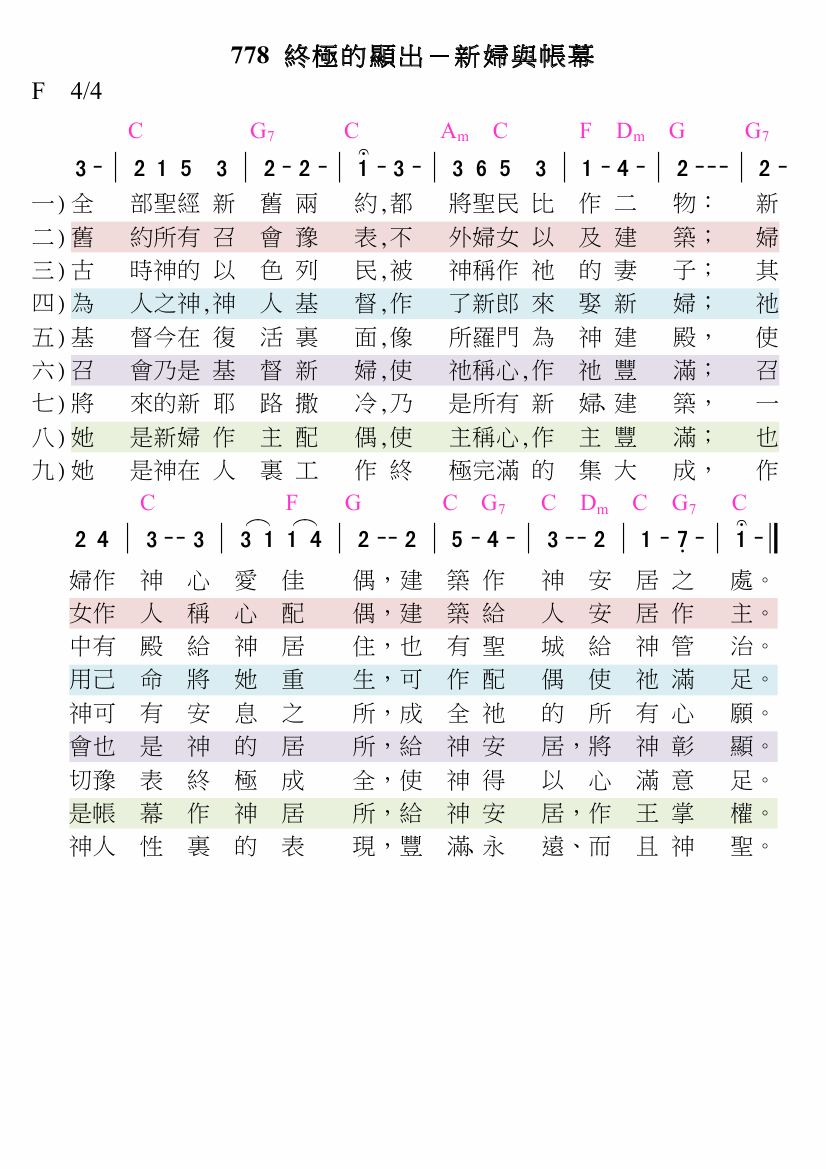 778 終極的顯出－新婦與帳幕
F 4/4
C G7 C Am C F Dm G G7
3 - | 2 1 5 3 | 2 - 2 - | 1 - 3 - | 3 6 5 3 | 1 - 4 - | 2 - - - | 2 -
一) 全部聖經新舊兩約,都將聖民比作二物：新
二) 舊約所有召會豫表,不外婦女以及建築；婦
三) 古時神的以色列民,被神稱作祂的妻子；其
四) 為人之神,神人基督,作了新郎來娶新婦；祂
五) 基督今在復活裏面,像所羅門為神建殿，使
六) 召會乃是基督新婦,使祂稱心,作祂豐滿；召
七) 將來的新耶路撒冷,乃是所有新婦、建築，一
八) 她是新婦作主配偶,使主稱心,作主豐滿；也
九) 她是神在人裏工作終極完滿的集大成，作
C F G C G7 C Dm C G7 C
2 4 | 3 - - 3 | 3 1 1 4 | 2 - - 2 | 5 - 4 - | 3 - - 2 | 1 - 7 - | 1 - ‖
婦作神心愛佳偶，建築作神安居之處。
女作人稱心配偶，建築給人安居作主。
中有殿給神居住，也有聖城給神管治。
用己命將她重生，可作配偶使祂滿足。
神可有安息之所，成全祂的所有心願。
會也是神的居所，給神安居，將神彰顯。
切豫表終極成全，使神得以心滿意足。
是帳幕作神居所，給神安居，作王掌權。
神人性裏的表現，豐滿、永遠、而且神聖。